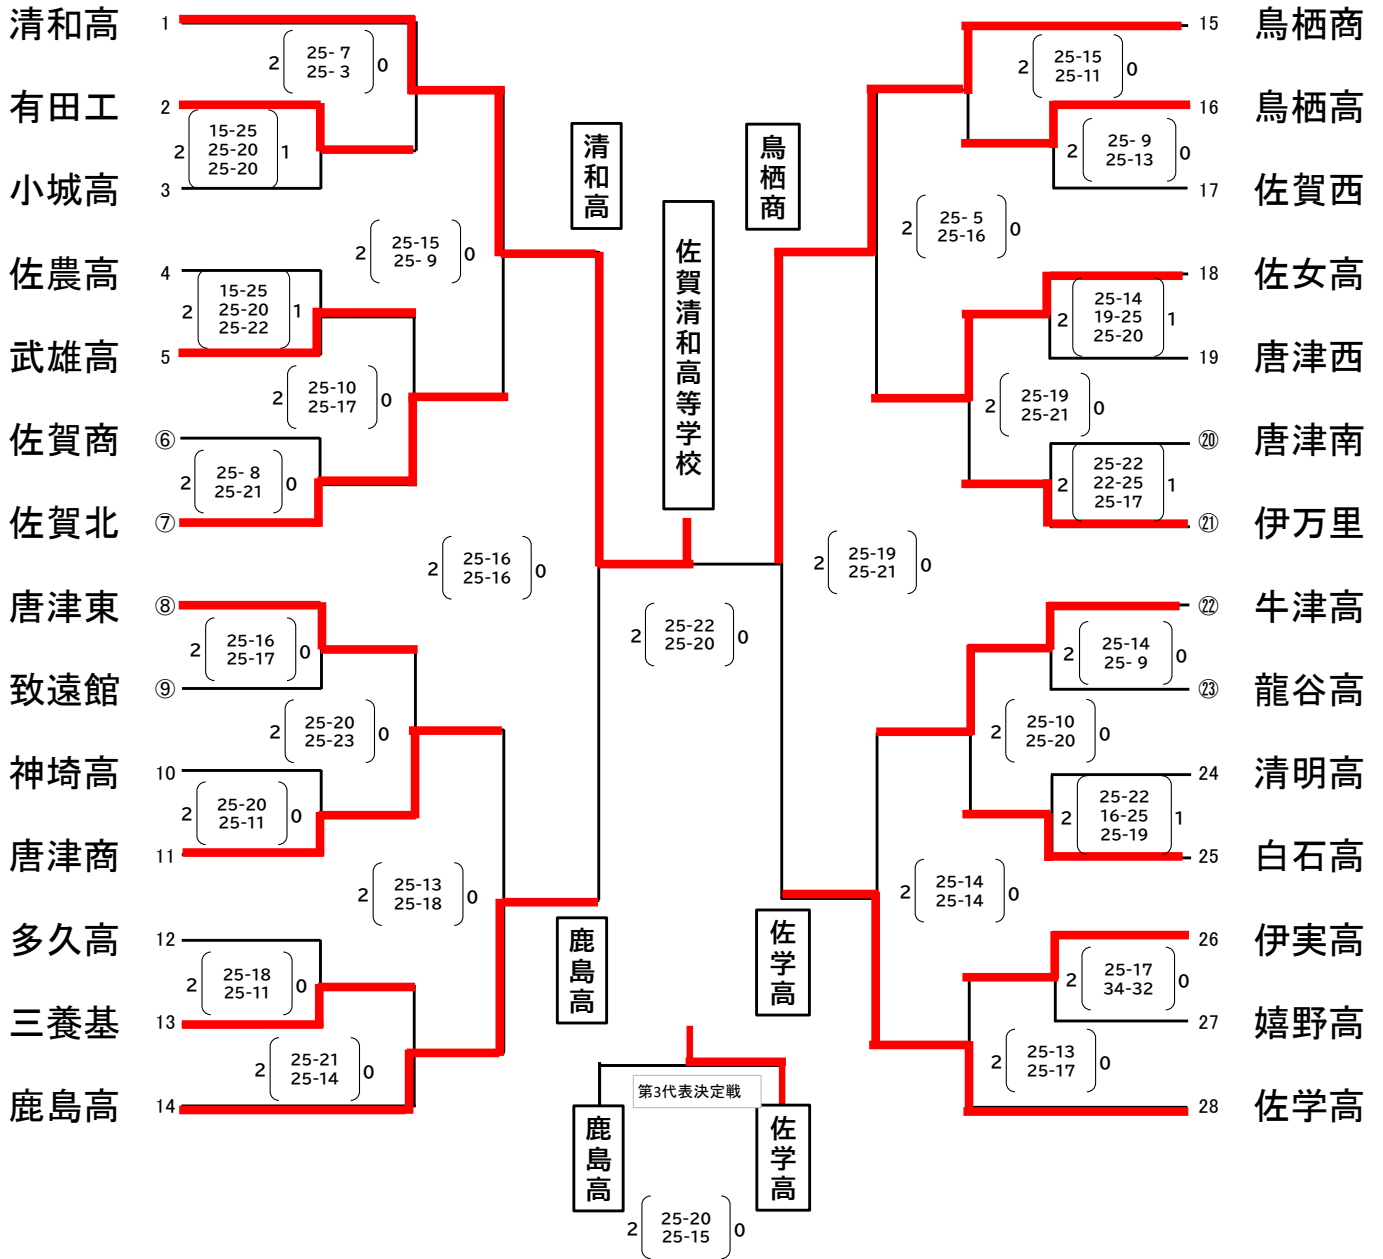 清和高 1
有田工 2
小城高 3
佐農高 4
武雄高 5
佐賀商 ⑥
佐賀北 ⑦
唐津東 ⑧
致遠館 ⑨
神埼高 10
唐津商 11
多久高 12
三養基 13
鹿島高 14
2 25- 7 0
25- 3
15-25
2 25-20 1
25-20
2 25-15 0
25- 9
15-25
2 25-20 1
25-22
2 25-10 0
25-17
2 25- 8 0
25-21
2 25-16 0
25-16
2 25-16 0
25-17
2 25-20 0
25-23
2 25-20 0
25-11
2 25-13 0
25-18
2 25-18 0
25-11
2 25-21 0
25-14
清和高
佐賀清和高等学校
鳥栖商
2 25-22 0
25-20
鹿島高
佐学高
第3代表決定戦
鹿島高
佐学高
2 25-20 0
25-15
15 鳥栖商
16 鳥栖高
17 佐賀西
18 佐女高
19 唐津西
⑳ 唐津南
㉑ 伊万里
㉒ 牛津高
㉓ 龍谷高
24 清明高
25 白石高
26 伊実高
27 嬉野高
28 佐学高
2 25-15 0
25-11
2 25- 9 0
25-13
2 25- 5 0
25-16
25-14
2 19-25 1
25-20
2 25-19 0
25-21
25-22
2 22-25 1
25-17
2 25-19 0
25-21
2 25-14 0
25- 9
2 25-10 0
25-20
25-22
2 16-25 1
25-19
2 25-14 0
25-14
2 25-17 0
34-32
2 25-13 0
25-17